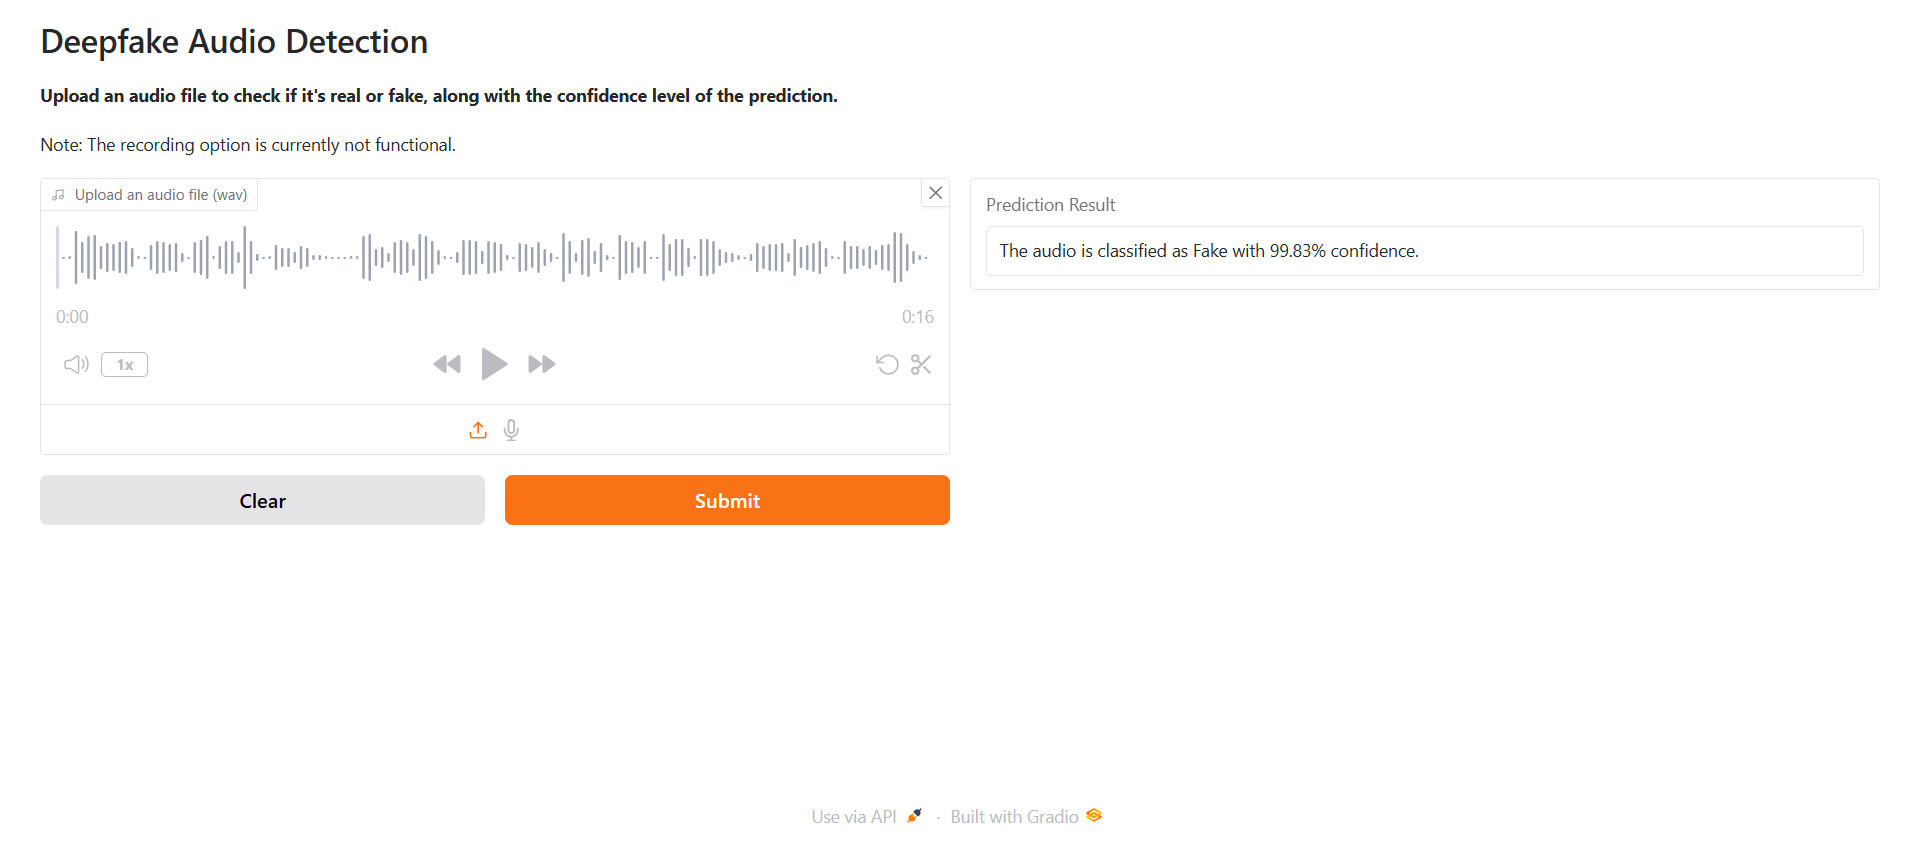 Deepfake Audio Detection
Upload an audio file to check if it's real or fake, along with the confidence level of the prediction.
Note: The recording option is currently not functional.
Upload an audio file (wav)
0:00
0:16
1x
Clear
Submit
Prediction Result
The audio is classified as Fake with 99.83% confidence.
Use via API · Built with Gradio